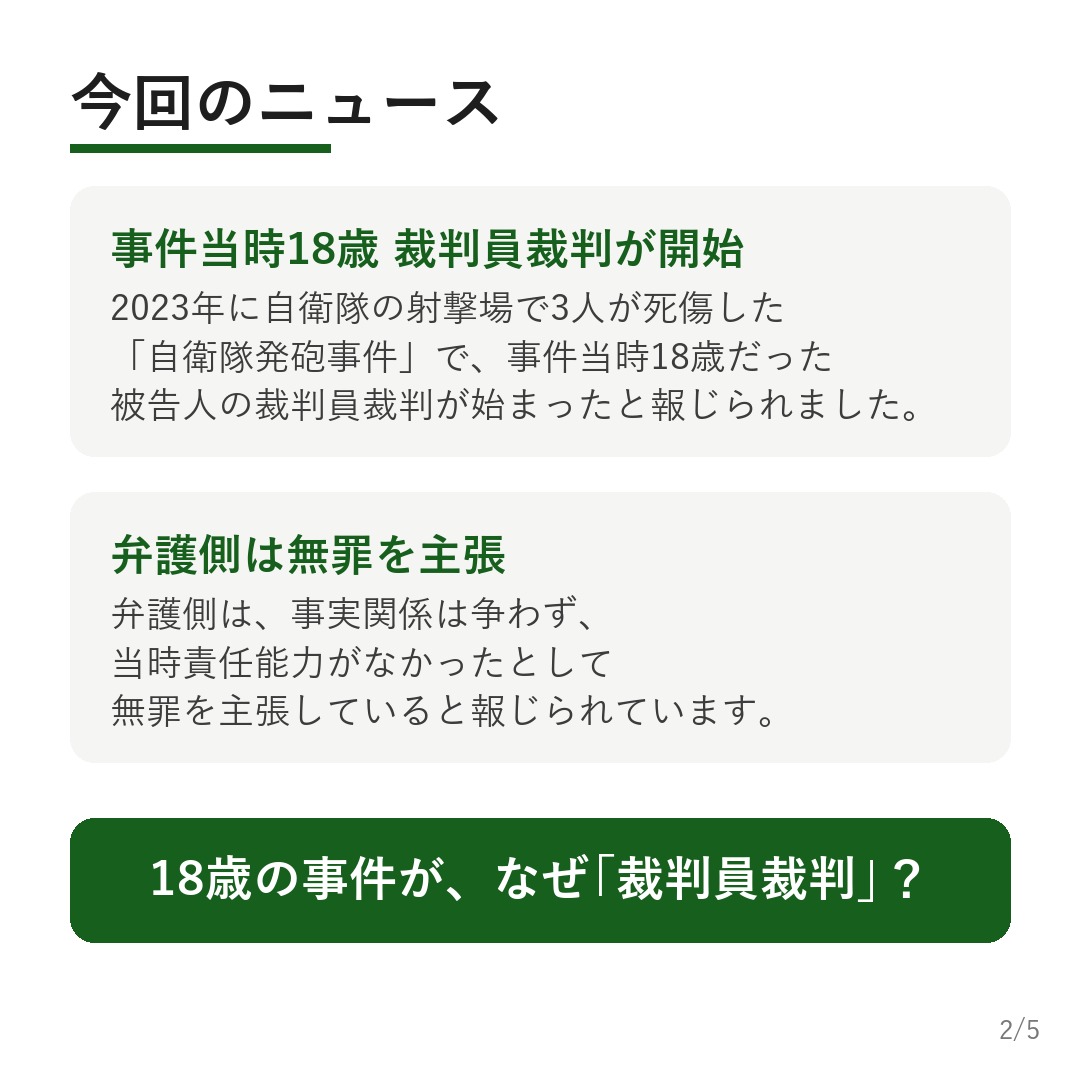 今回のニュース
事件当時18歳 裁判員裁判が開始
2023年に自衛隊の射撃場で3人が死傷した
「自衛隊発砲事件」で、事件当時18歳だった
被告人の裁判員裁判が始まったと報じられました。
弁護側は無罪を主張
弁護側は、事実関係は争わず、
当時責任能力がなかったとして
無罪を主張していると報じられています。
18歳の事件が、なぜ「裁判員裁判」？
2/5